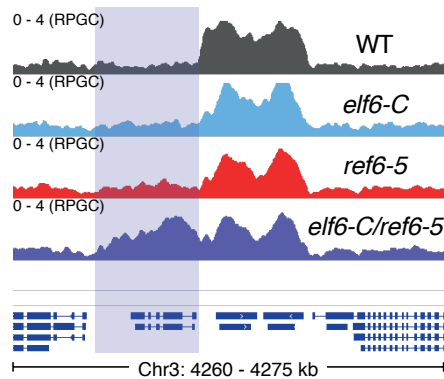 0 - 4 (RPGC)
WT
0 - 4 (RPGC)
elf6-C
0 - 4 (RPGC)
ref6-5
0 - 4 (RPGC)
elf6-C/ref6-5
Chr3: 4260 - 4275 kb